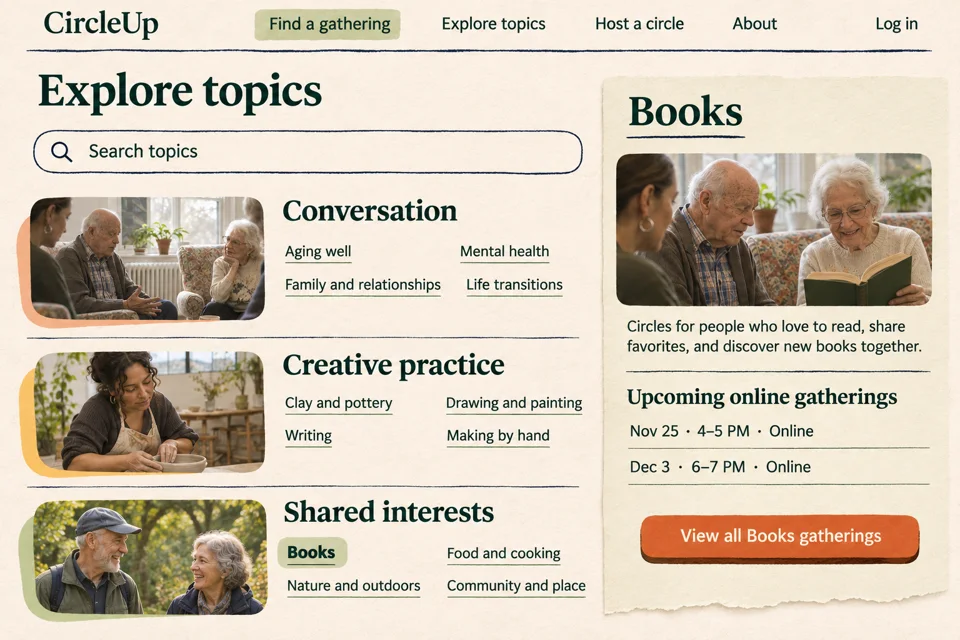 CircleUp
Find a gathering
Explore topics
Host a circle
About
Log in
Explore topics
Search topics
Conversation
Aging well
Mental health
Family and relationships
Life transitions
Creative practice
Clay and pottery
Drawing and painting
Writing
Making by hand
Shared interests
Books
Food and cooking
Nature and outdoors
Community and place
Books
Circles for people who love to read, share
favorites, and discover new books together.
Upcoming online gatherings
Nov 25 · 4–5 PM · Online
Dec 3 · 6–7 PM · Online
View all Books gatherings